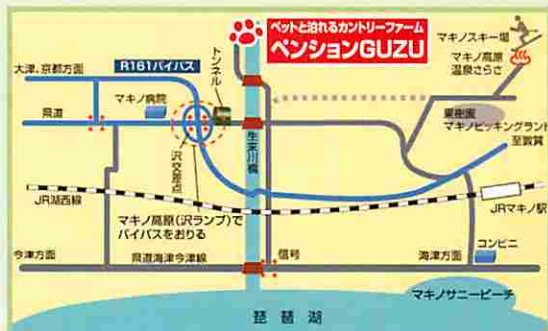 ペットと泊れるカントリーファーム
ペンションGUZU
マキノスキー場
マキノ高原
温泉さらさ
大津、京都方面
R161バイパス
トンネル
マキノ病院
県道
果樹園
マキノピッキングランド
至敦賀
沢交差点
生来川橋
JR湖西線
JRマキノ駅
マキノ高原(沢ランプ)で
バイパスをおりる
今津方面
県道海津今津線
信号
海津方面
コンビニ
マキノサニービーチ
琵琶湖